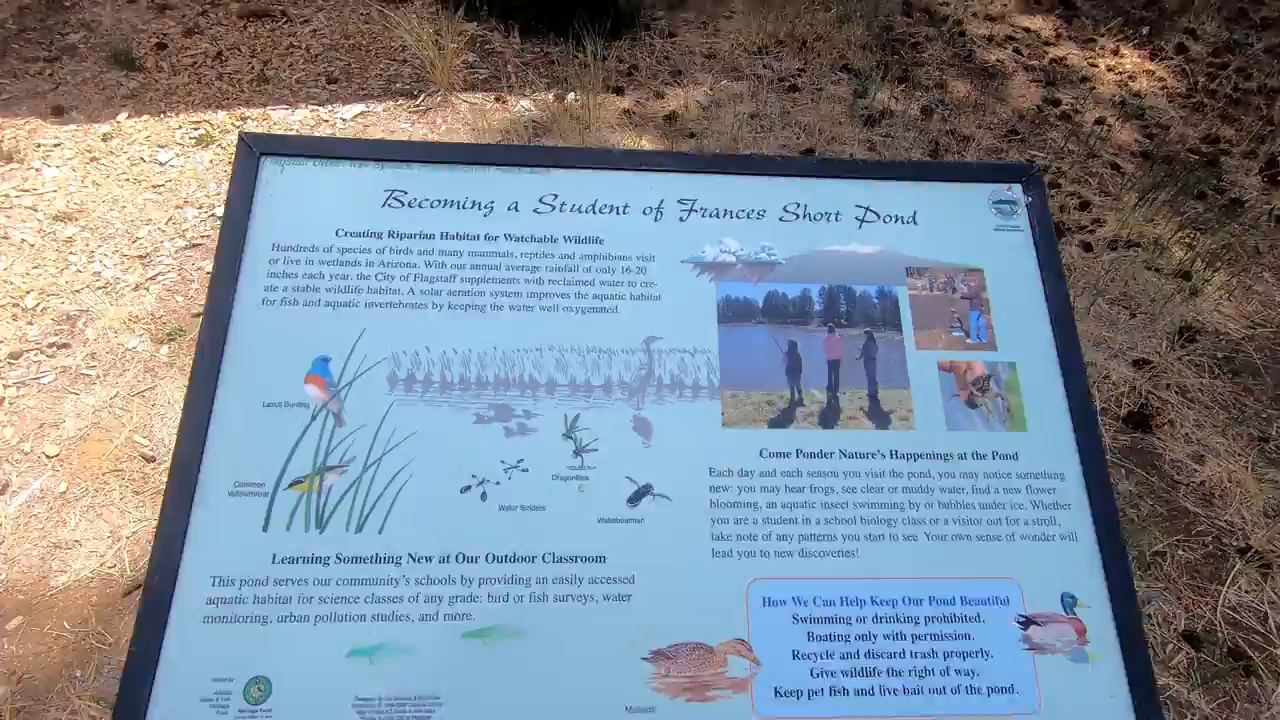 Becoming a Student of Frances Short Pond
Creating Riparian Habitat for Watchable Wildlife
Hundreds of species of birds and many mammals, reptiles and amphibians visit
or live in wetlands in Arizona. With our annual average rainfall of only 16-20
inches each year, the City of Flagstaff supplements with reclaimed water to cre-
ate a stable wildlife habitat. A solar aeration system improves the aquatic habitat
for fish and aquatic invertebrates by keeping the water well oxygenated.
Lazuli Bunting
Common
Yellowthroat
Water Striders
Dragonflies
Waterboatman
Learning Something New at Our Outdoor Classroom
This pond serves our community's schools by providing an easily accessed
aquatic habitat for science classes of any grade: bird or fish surveys, water
monitoring, urban pollution studies, and more.
Come Ponder Nature's Happenings at the Pond
Each day and each season you visit the pond, you may notice something
new: you may hear frogs, see clear or muddy water, find a new flower
blooming, an aquatic insect swimming by or bubbles under ice. Whether
you are a student in a school biology class or a visitor out for a stroll,
take note of any patterns you start to see. Your own sense of wonder will
lead you to new discoveries!
How We Can Help Keep Our Pond Beautiful
Swimming or drinking prohibited.
Boating only with permission.
Recycle and discard trash properly.
Give wildlife the right of way.
Keep pet fish and live bait out of the pond.
Mallards
Heritage Fund